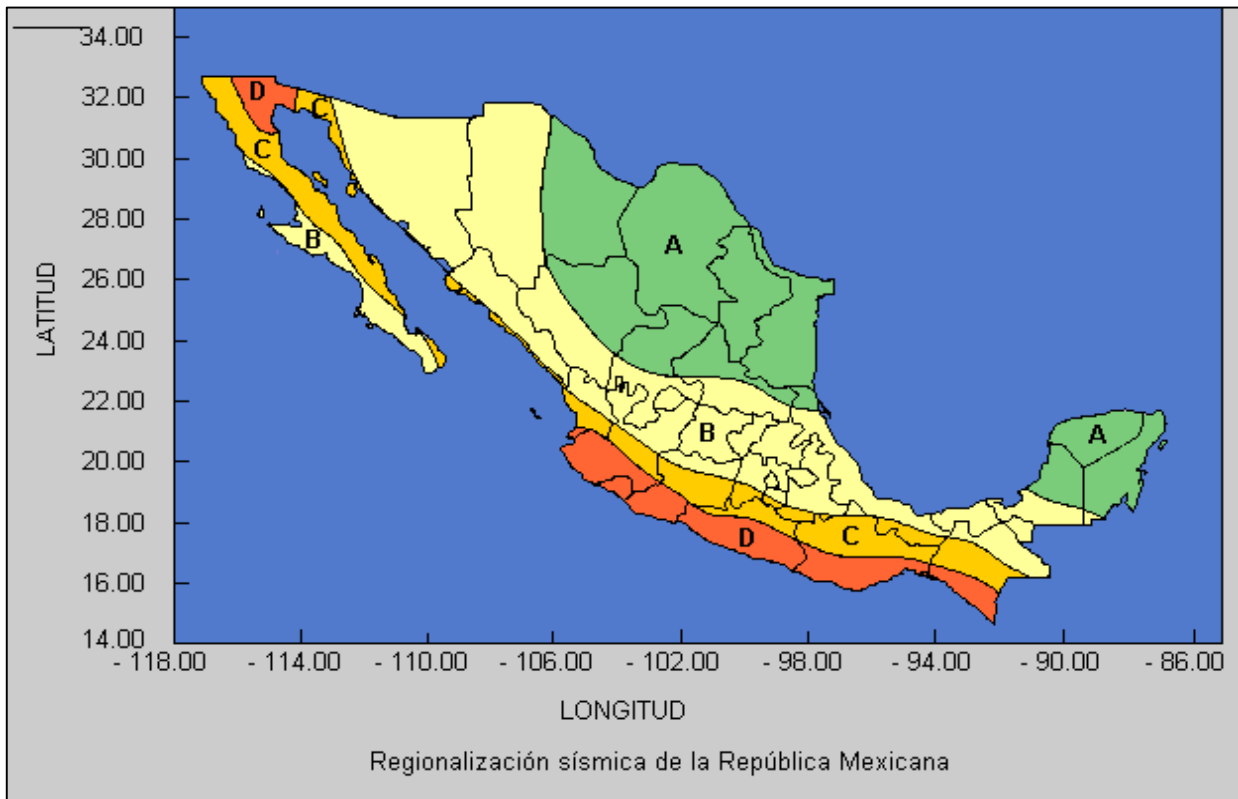 34.00
32.00
30.00
28.00
26.00
24.00
22.00
20.00
18.00
16.00
14.00
LATITUD
D
C
C
B
A
A
B
C
D
- 118.00 - 114.00 - 110.00 - 106.00 - 102.00 - 98.00 - 94.00 - 90.00 - 86.00
LONGITUD
Regionalización sísmica de la República Mexicana